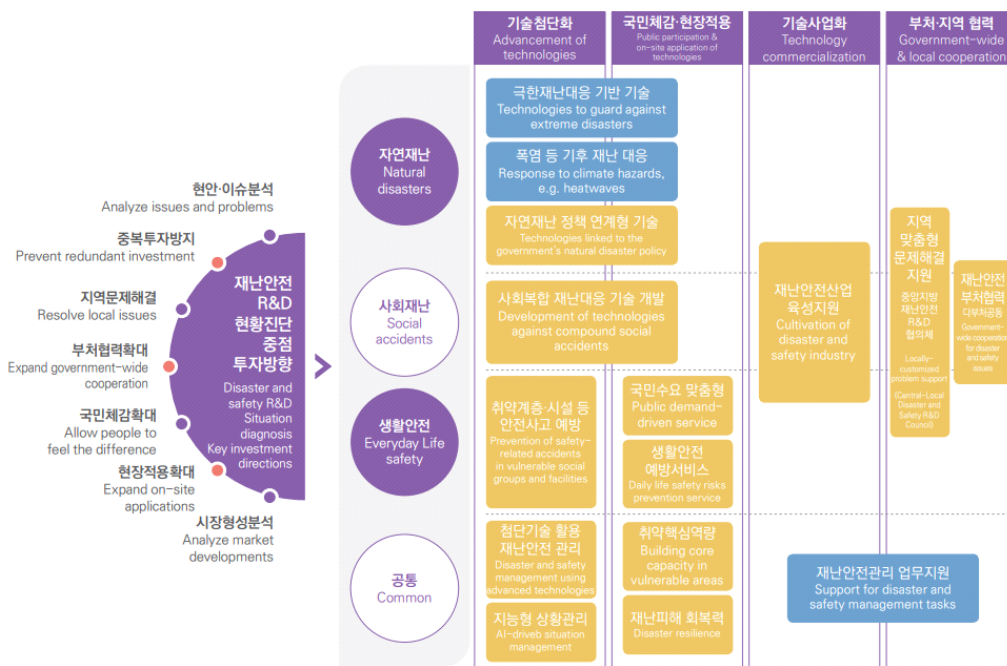 기술첨단화
Advancement of
technologies
국민체감·현장적용
Public participation &
on-site application of
technologies
기술사업화
Technology
commercialization
부처·지역 협력
Government-wide
& local cooperation
현안·이슈분석
Analyze issues and problems
중복투자방지
Prevent redundant investment
지역문제해결
Resolve local issues
부처협력확대
Expand government-wide
cooperation
국민체감확대
Allow people to
feel the difference
현장적용확대
Expand on-site
applications
시장형성분석
Analyze market
developments
재난안전
R&D
현황진단
중점
투자방향
Disaster and
safety R&D
Situation
diagnosis
Key investment
directions
자연재난
Natural
disasters
사회재난
Social
accidents
생활안전
Everyday Life
safety
공통
Common
극한재난대응 기반 기술
Technologies to guard against
extreme disasters
폭염 등 기후 재난 대응
Response to climate hazards,
e.g. heatwaves
자연재난 정책 연계형 기술
Technologies linked to the
government's natural disaster policy
사회복합 재난대응 기술 개발
Development of technologies
against compound social
accidents
취약계층·시설 등
안전사고 예방
Prevention of safety-
related accidents
in vulnerable social
groups and facilities
국민수요 맞춤형
Public demand-
driven service
생활안전
예방서비스
Daily life safety risks
prevention service
첨단기술 활용
재난안전 관리
Disaster and safety
management using
advanced technologies
지능형 상황관리
AI-driveb situation
management
취약핵심역량
Building core
capacity in
vulnerable areas
재난피해 회복력
Disaster resilience
재난안전산업
육성지원
Cultivation of
disaster and
safety industry
지역
맞춤형
문제해결
지원
중앙지방
재난안전
R&D
협의체
Locally-
customized
problem support
(Central-Local
Disaster and
Safety R&D
Council)
재난안전
부처협력
다부처공동
Government-
wide cooperation
for disaster
and safety
issues
재난안전관리 업무지원
Support for disaster and
safety management tasks